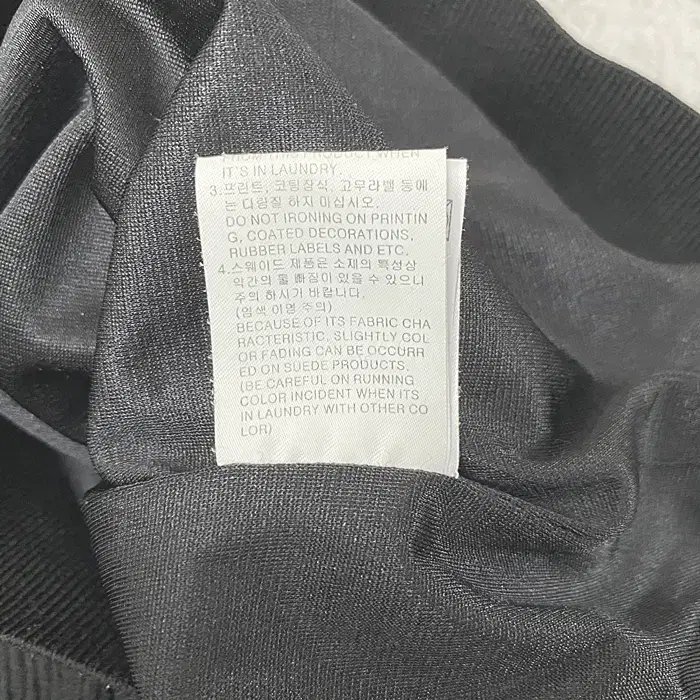 FROM THIS PRODUCT WHEN
IT'S IN LAUNDRY.
3.프린트, 코팅장식, 고무라벨 등에
는 다림질 하지 마십시오.
DO NOT IRONING ON PRINTIN
G, COATED DECORATIONS,
RUBBER LABELS AND ETC.
4.스웨이드 제품은 소재의 특성상
약간의 물 빠짐이 있을 수 있으니
주의 하시기 바랍니다.
(염색 이염 주의)
BECAUSE OF ITS FABRIC CHA
RACTERISTIC, SLIGHTLY COL
OR FADING CAN BE OCCURR
ED ON SUEDE PRODUCTS.
(BE CAREFUL ON RUNNING
COLOR INCIDENT WHEN ITS
IN LAUNDRY WITH OTHER CO
LOR)